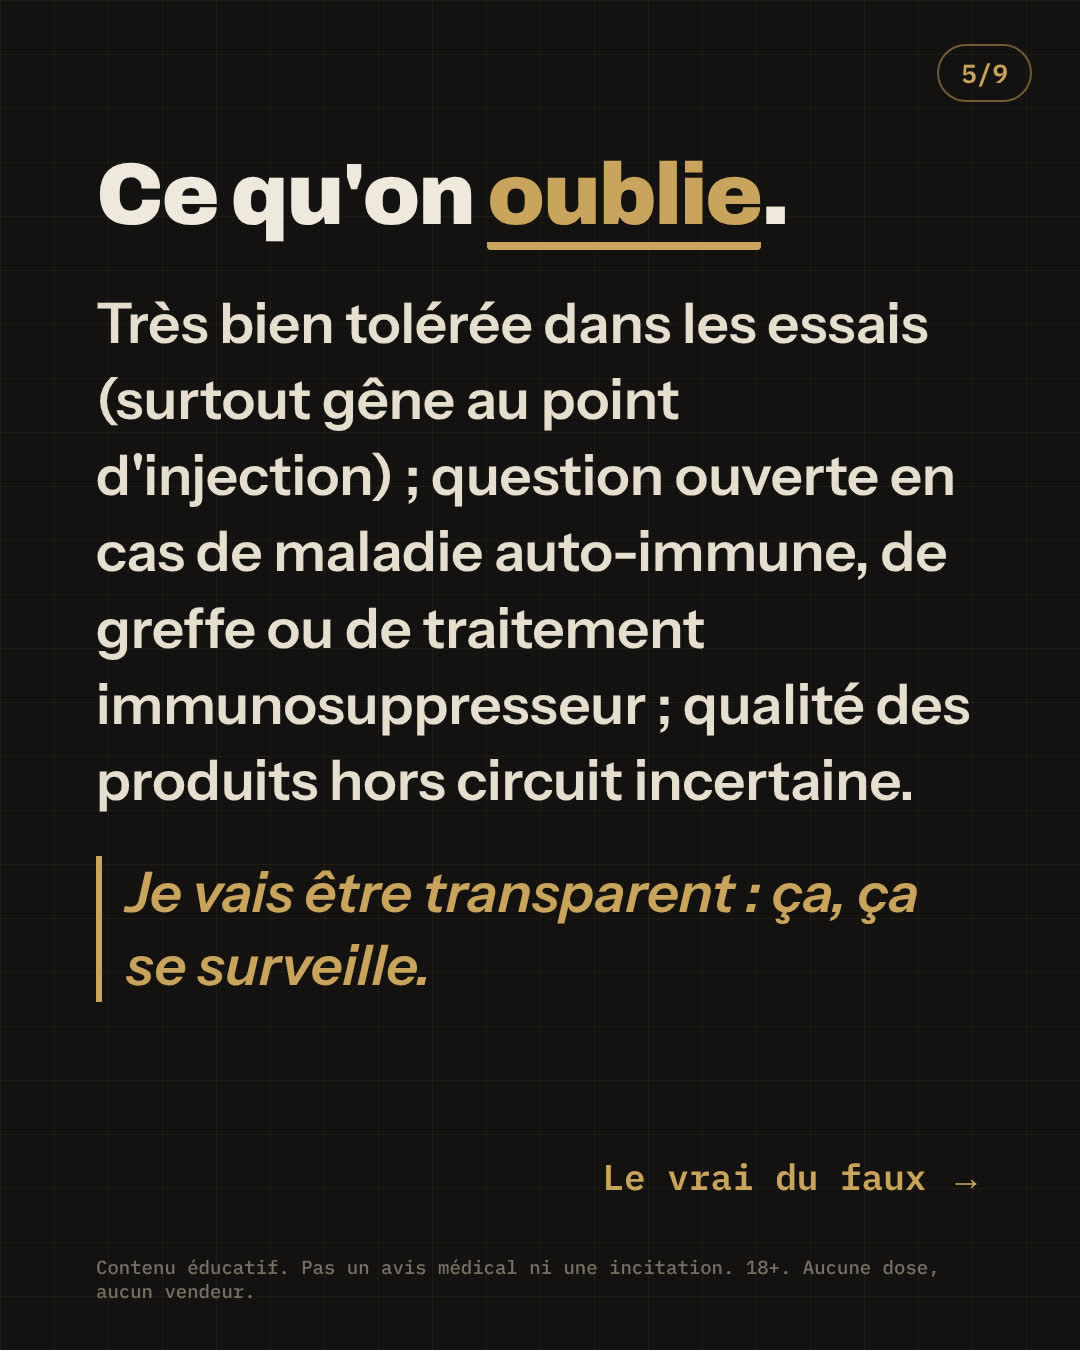 5/9
Ce qu'on oublie.
Très bien tolérée dans les essais
(surtout gêne au point
d'injection) ; question ouverte en
cas de maladie auto-immune, de
greffe ou de traitement
immunosuppresseur ; qualité des
produits hors circuit incertaine.
Je vais être transparent : ça, ça
se surveille.
Le vrai du faux →
Contenu éducatif. Pas un avis médical ni une incitation. 18+. Aucune dose,
aucun vendeur.